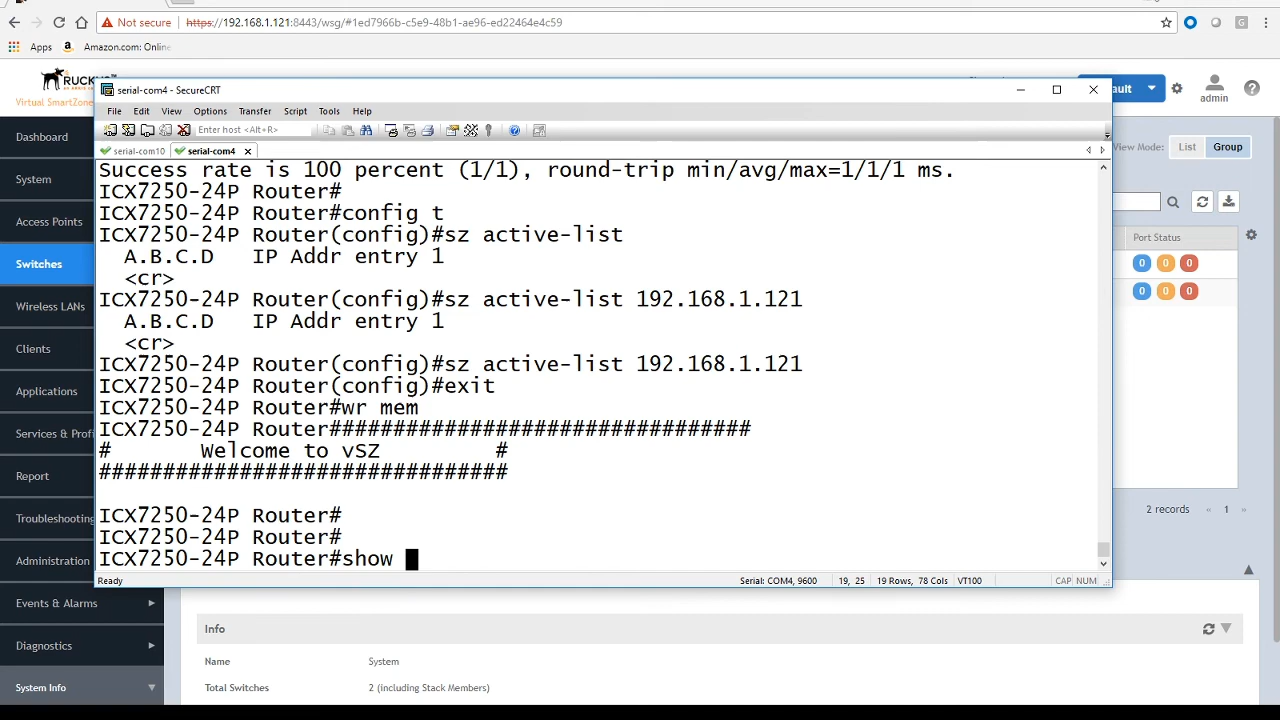 Not secure
https://192.168.1.121:8443/wsg/#1ed7966b-c5e9-48b1-ae96-ed22464e4c59
G
Apps
Amazon.com: Online
RUCKUS
Virtual SmartZone
ault
admin
serial-com4 - SecureCRT
File Edit View Options Transfer Script Tools Help
Enter host <Alt+R>
serial-com10 serial-com4
Success rate is 100 percent (1/1), round-trip min/avg/max=1/1/1 ms.
ICX7250-24P Router#
ICX7250-24P Router#config t
ICX7250-24P Router(config)#sz active-list
A.B.C.D IP Addr entry 1
<cr>
ICX7250-24P Router(config)#sz active-list 192.168.1.121
A.B.C.D IP Addr entry 1
<cr>
ICX7250-24P Router(config)#sz active-list 192.168.1.121
ICX7250-24P Router(config)#exit
ICX7250-24P Router#wr mem
ICX7250-24P Router#################################
# Welcome to vSZ #
################################
ICX7250-24P Router#
ICX7250-24P Router#
ICX7250-24P Router#show
Ready
Serial: COM4, 9600 19, 25 19 Rows, 78 Cols VT100 CAP NUM
Dashboard
System
Access Points
Switches
Wireless LANs
Clients
Applications
Services & Profi
Report
Troubleshooting
Administration
Events & Alarms
Diagnostics
System Info
View Mode: List Group
Port Status
0 0 0
0 0 0
2 records « 1 »
Info
Name System
Total Switches 2 (including Stack Members)